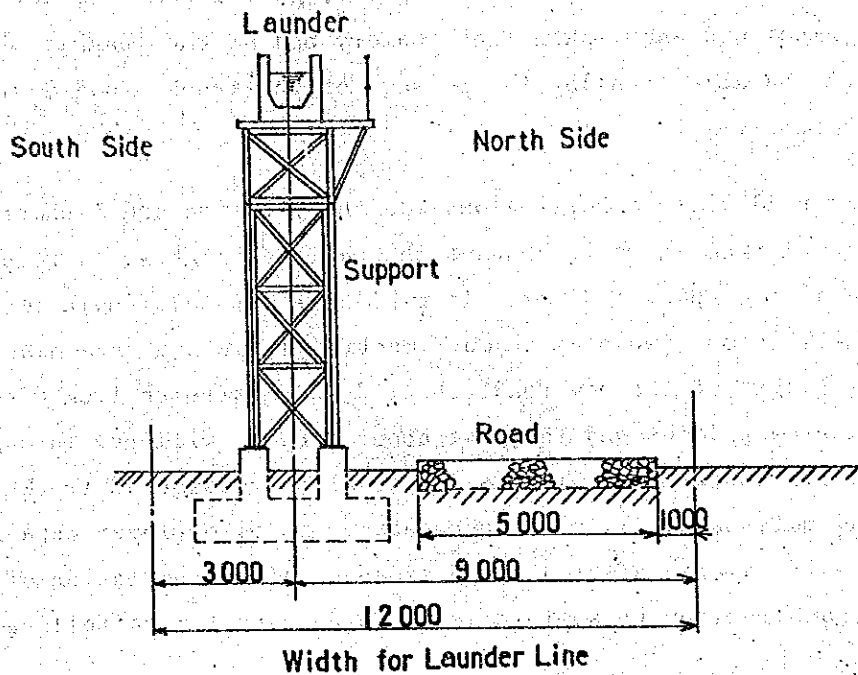 Launder
South Side
North Side
Support
Road
5 000
1000
3 000
9 000
12 000
Width for Launder Line